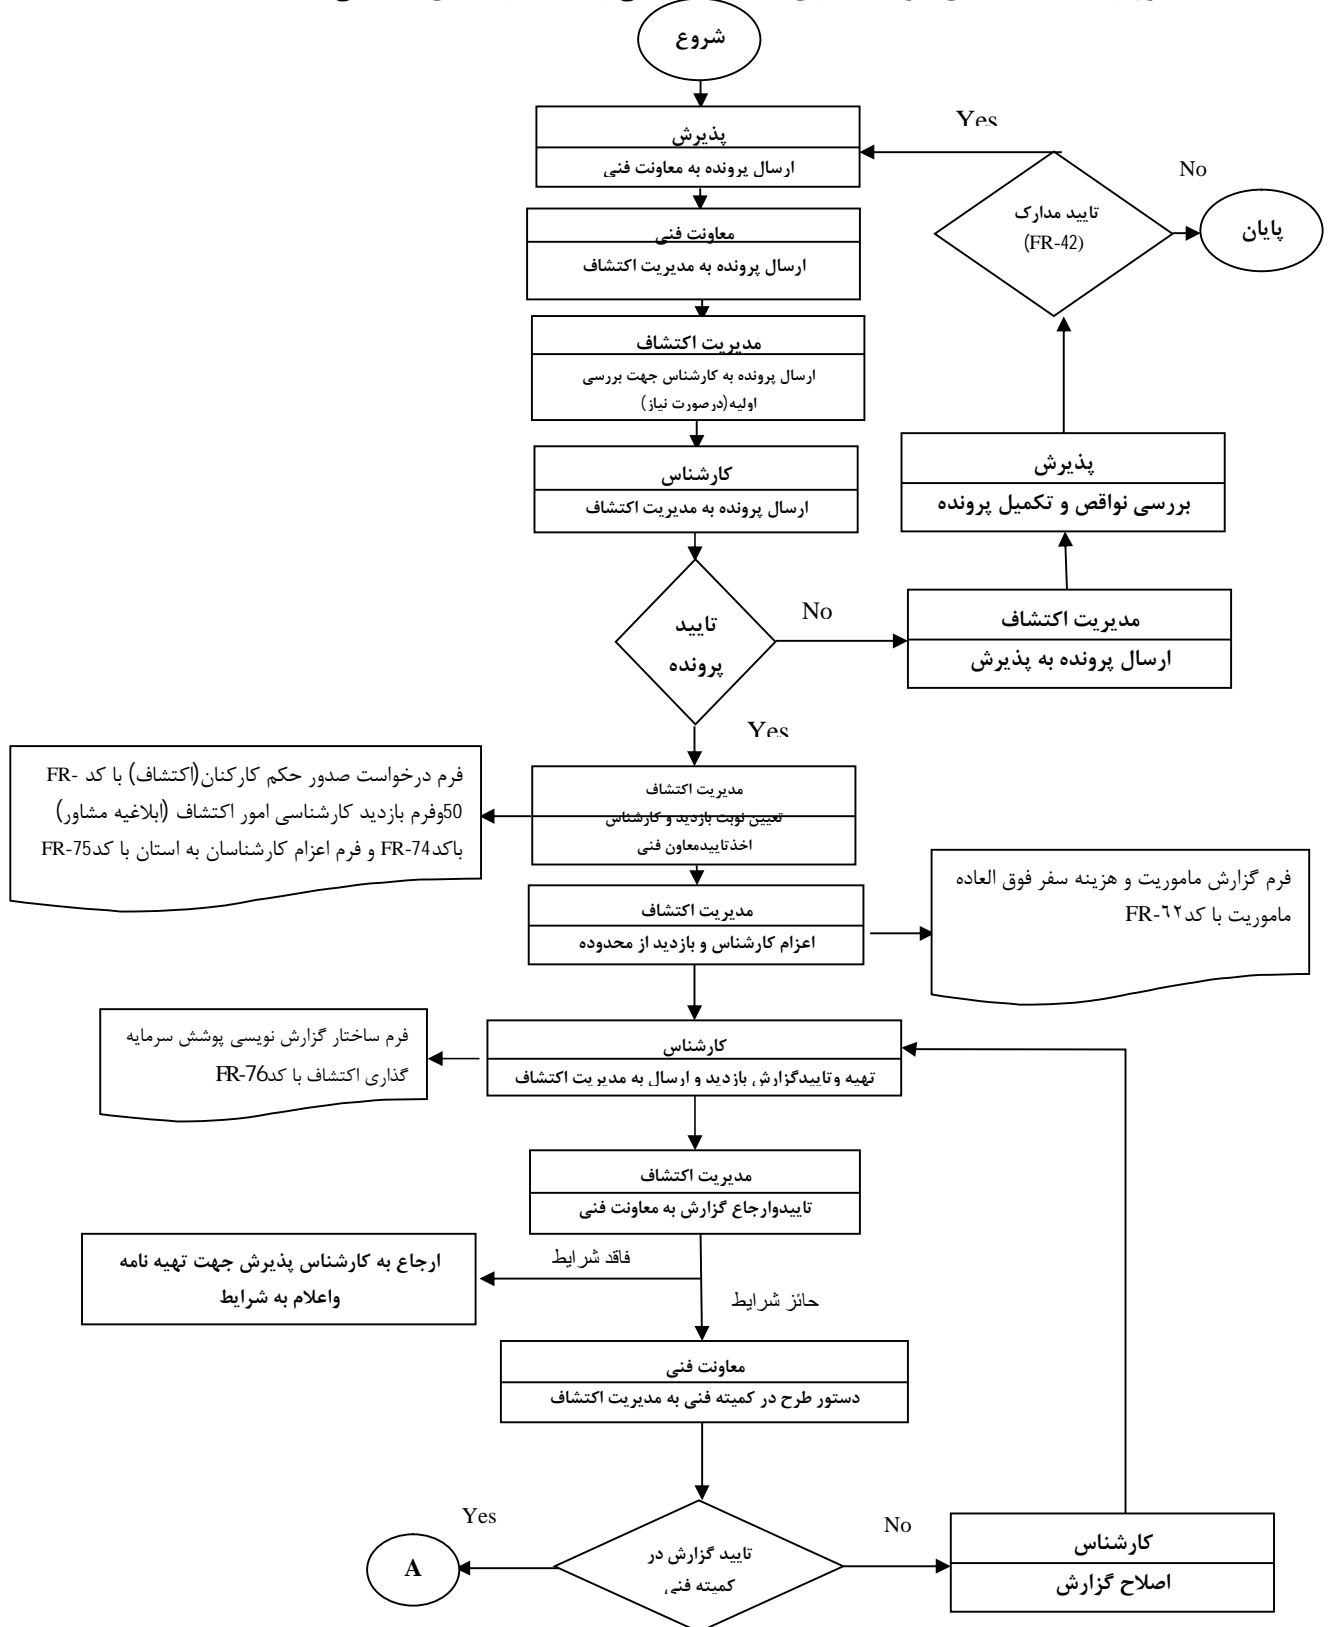 شروع
پذیرش
ارسال پرونده به معاونت فنی
Yes
No
تایید مدارک
(FR-42)
پایان
معاونت فنی
ارسال پرونده به مدیریت اکتشاف
مدیریت اکتشاف
ارسال پرونده به کارشناس جهت بررسی
اولیه(درصورت نیاز)
پذیرش
بررسی نواقص و تکمیل پرونده
کارشناس
ارسال پرونده به مدیریت اکتشاف
تایید
پرونده
No
مدیریت اکتشاف
ارسال پرونده به پذیرش
Yes
فرم درخواست صدور حکم کارکنان(اکتشاف) با کد FR-
50وفرم بازدید کارشناسی امور اکتشاف (ابلاغیه مشاور)
باکدFR-74 و فرم اعزام کارشناسان به استان با کدFR-75
مدیریت اکتشاف
تعیین نوبت بازدید و کارشناس
اخذتاییدمعاون فنی
فرم گزارش ماموریت و هزینه سفر فوق العاده
ماموریت با کدFR-٦٢
مدیریت اکتشاف
اعزام کارشناس و بازدید از محدوده
فرم ساختار گزارش نویسی پوشش سرمایه
گذاری اکتشاف با کدFR-76
کارشناس
تهیه وتاییدگزارش بازدید و ارسال به مدیریت اکتشاف
مدیریت اکتشاف
تاییدوارجاع گزارش به معاونت فنی
فاقد شرایط
ارجاع به کارشناس پذیرش جهت تهیه نامه
واعلام به شرایط
حائز شرایط
معاونت فنی
دستور طرح در کمیته فنی به مدیریت اکتشاف
Yes
A
تایید گزارش در
کمیته فنی
No
کارشناس
اصلاح گزارش